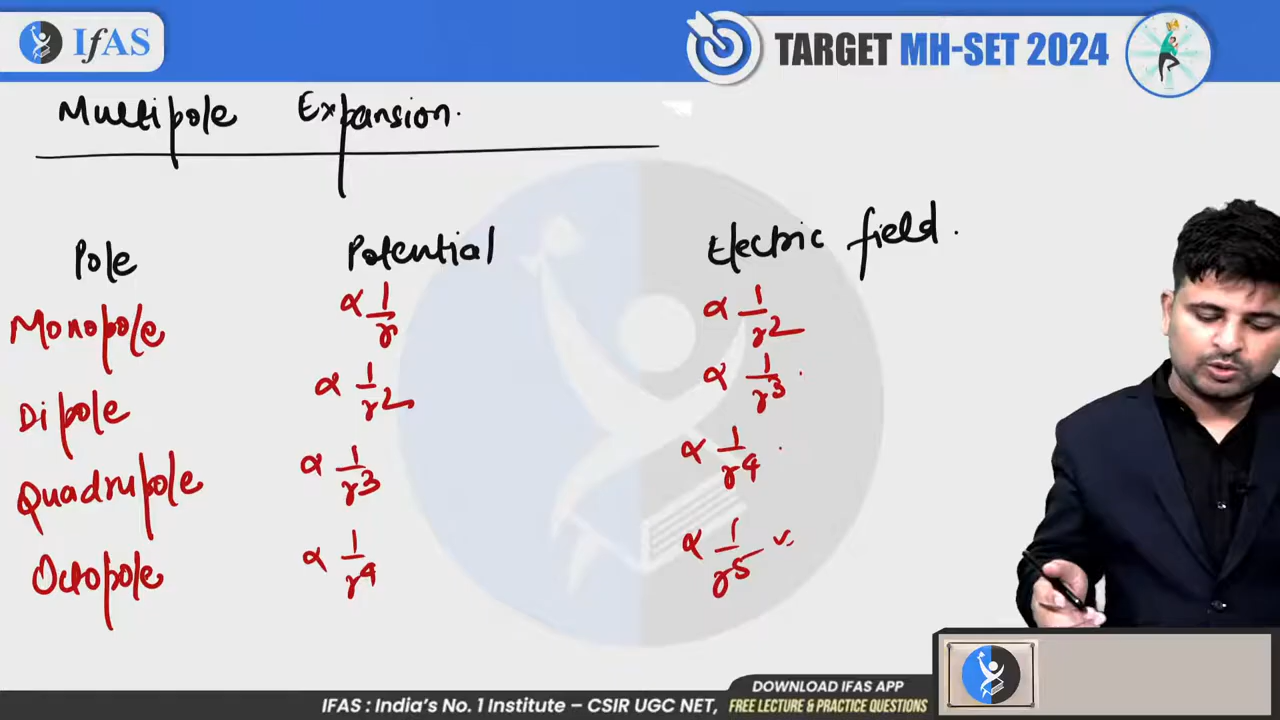 IfAS
TARGET MH-SET 2024
Multipole Expansion.
Pole Potential Electric field.
Monopole ∝ 1/r ∝ 1/r2
Dipole ∝ 1/r2 ∝ 1/r3
Quadrupole ∝ 1/r3 ∝ 1/r4
Octopole ∝ 1/r4 ∝ 1/r5
DOWNLOAD IFAS APP
IFAS : India's No. 1 Institute – CSIR UGC NET, FREE LECTURE & PRACTICE QUESTIONS